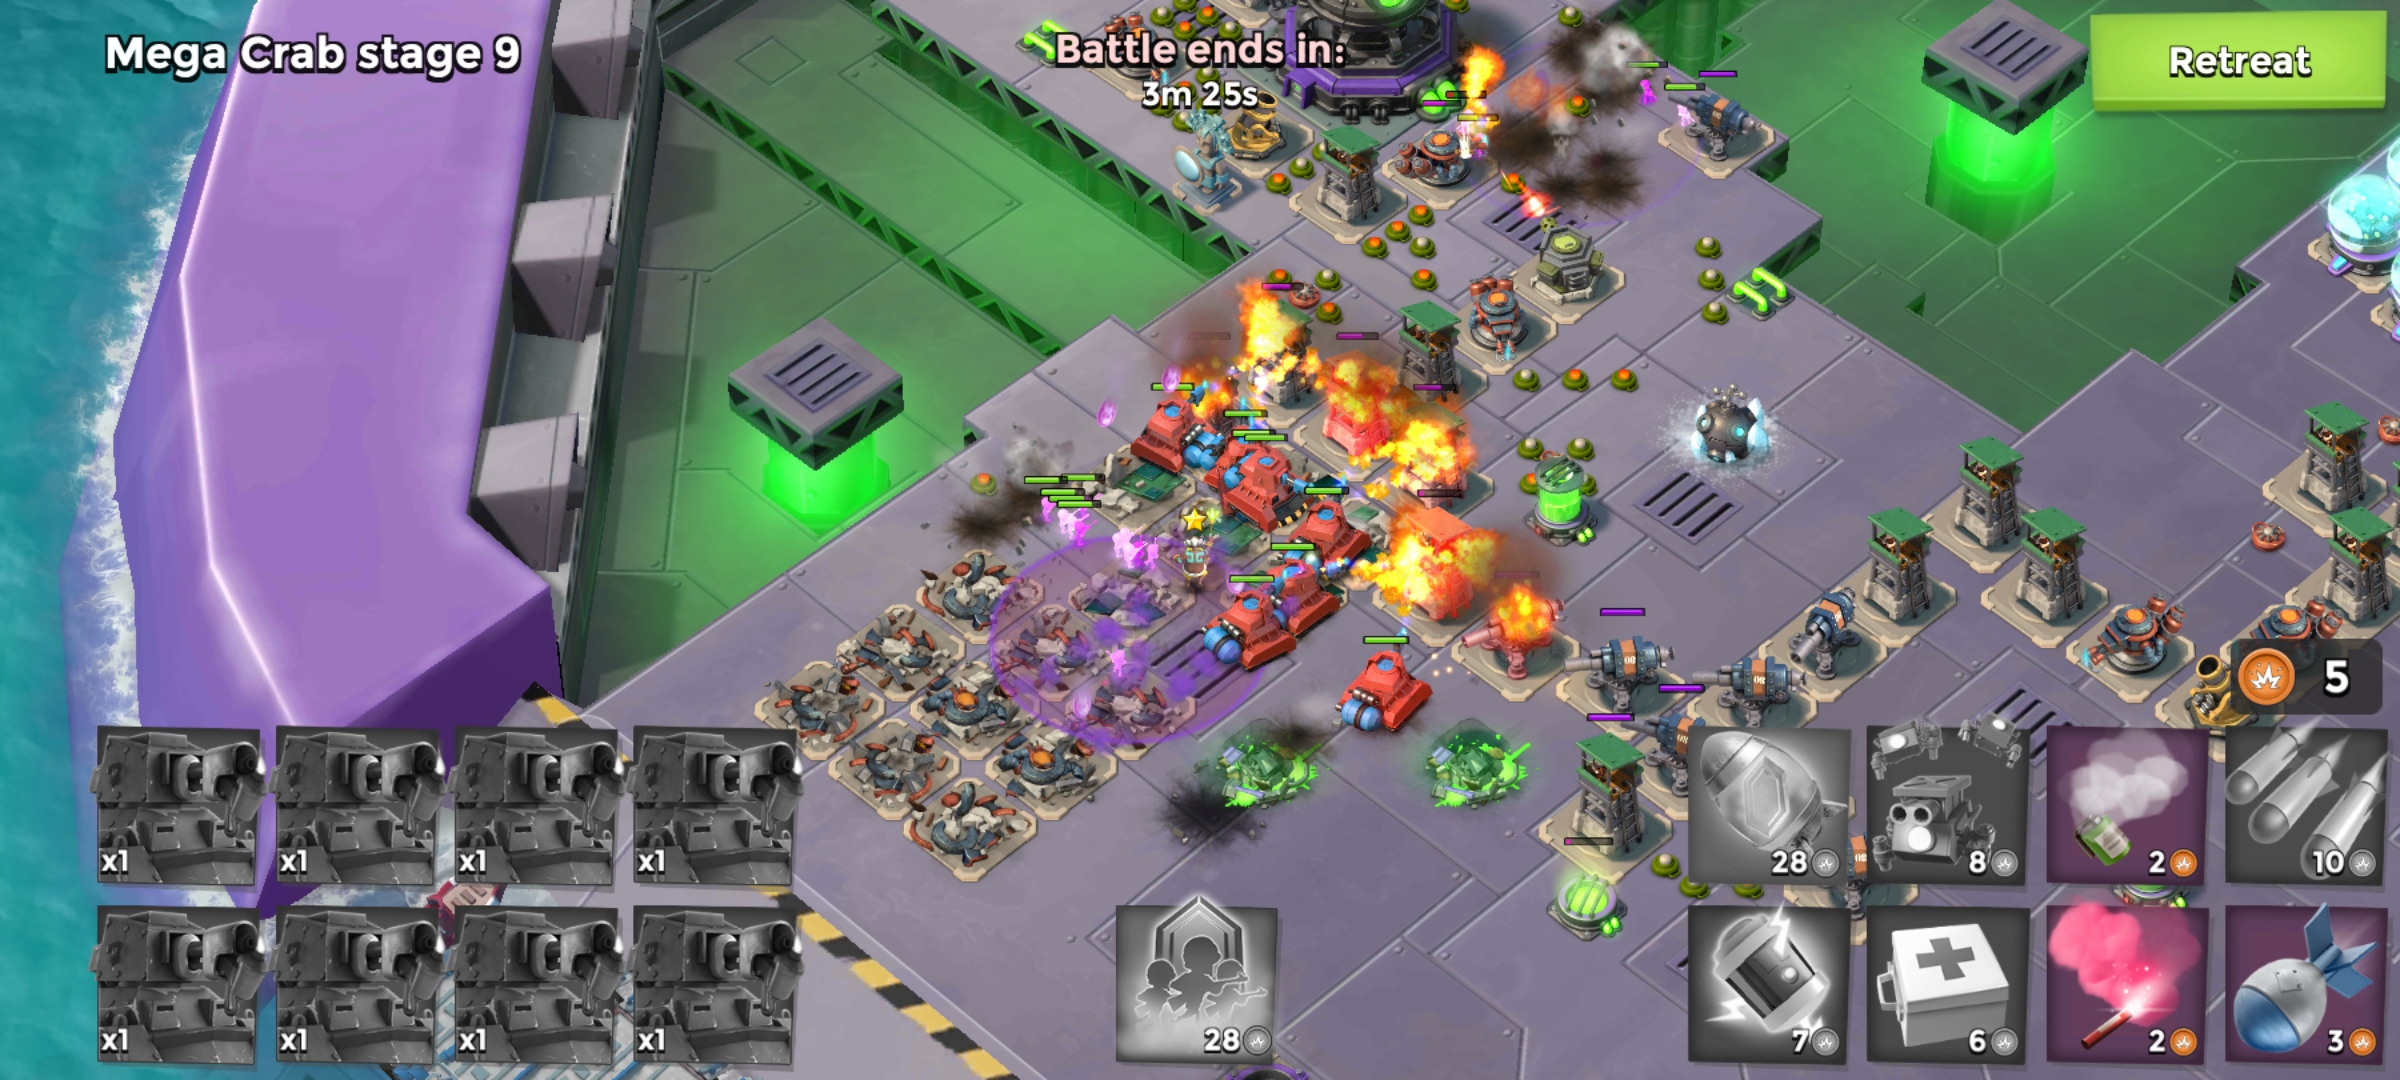 Mega Crab stage 9
Battle ends in:
3m 25s
Retreat
5
x1
x1
x1
x1
28
8
2
10
x1
x1
x1
x1
28
7
6
2
3